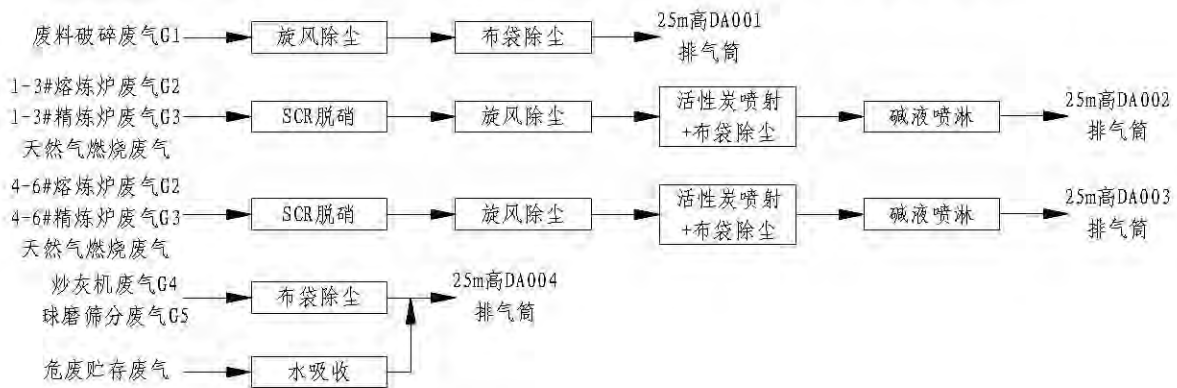 废料破碎废气G1
旋风除尘
布袋除尘
25m高DA001
排气筒
1-3#熔炼炉废气G2
1-3#精炼炉废气G3
天然气燃烧废气
SCR脱硝
旋风除尘
活性炭喷射
+布袋除尘
碱液喷淋
25m高DA002
排气筒
4-6#熔炼炉废气G2
4-6#精炼炉废气G3
天然气燃烧废气
SCR脱硝
旋风除尘
活性炭喷射
+布袋除尘
碱液喷淋
25m高DA003
排气筒
炒灰机废气G4
球磨筛分废气G5
布袋除尘
25m高DA004
排气筒
危废贮存废气
水吸收